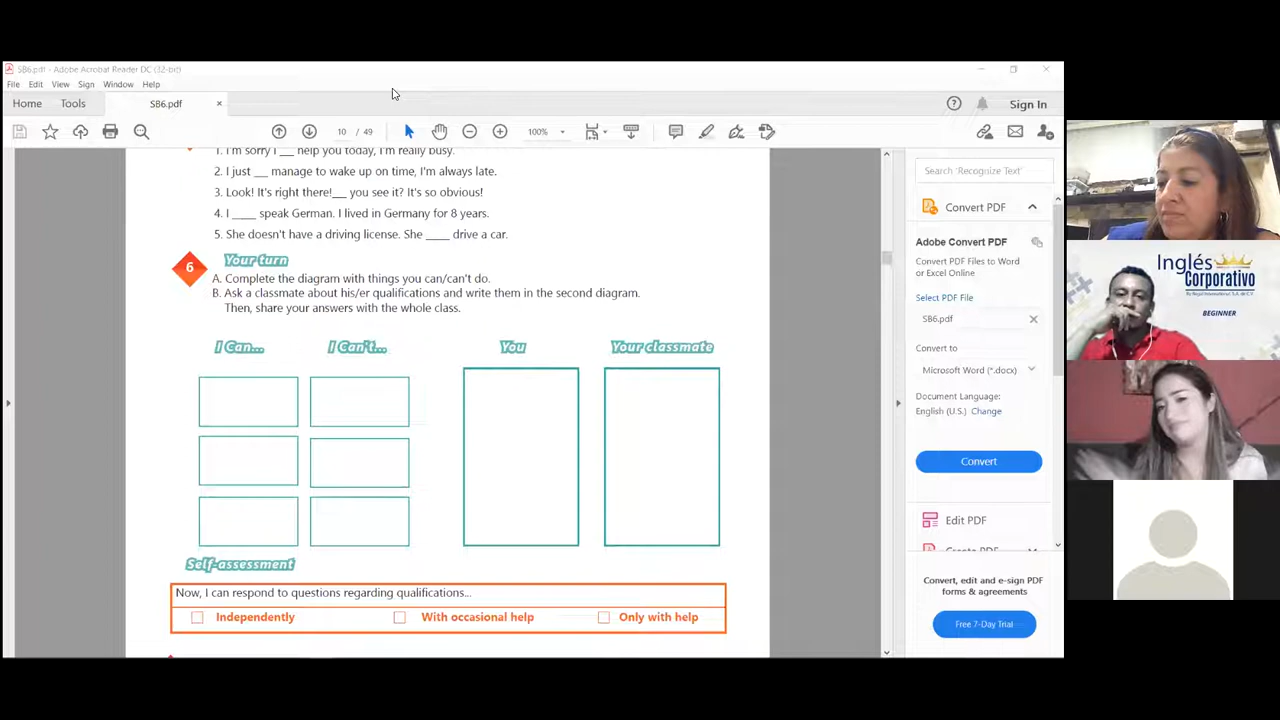 SB6.pdf - Adobe Acrobat Reader DC (32-bit)
File Edit View Sign Window Help
Home Tools SB6.pdf × Sign In
10 / 49 100%
1. I'm sorry I ___ help you today, I'm really busy.
2. I just ___ manage to wake up on time, I'm always late.
3. Look! It's right there!___ you see it? It's so obvious!
4. I _____ speak German. I lived in Germany for 8 years.
5. She doesn't have a driving license. She _____ drive a car.
6 Your turn
A. Complete the diagram with things you can/can't do.
B. Ask a classmate about his/er qualifications and write them in the second diagram.
Then, share your answers with the whole class.
I Can... I Can't... You Your classmate
Self-assessment
Now, I can respond to questions regarding qualifications...
Independently With occasional help Only with help
Search 'Recognize Text'
Convert PDF
Adobe Convert PDF
Convert PDF Files to Word
or Excel Online
Select PDF File
SB6.pdf
Convert to
Microsoft Word (*.docx)
Document Language:
English (U.S.) Change
Convert
Edit PDF
Create PDF
Convert, edit and e-sign PDF
forms & agreements
Free 7-Day Trial
Inglés
Corporativo
BEGINNER